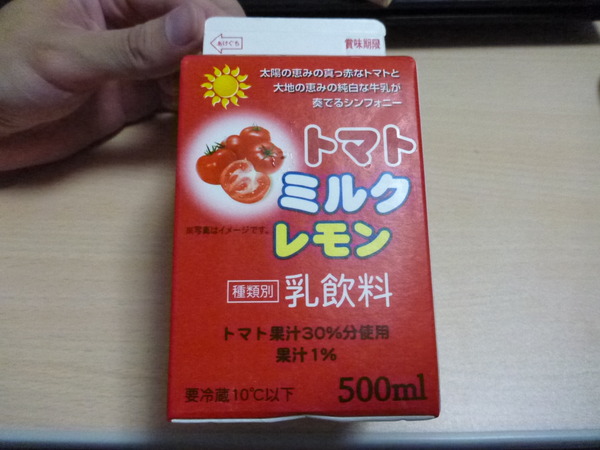 あけぐち
賞味期限
太陽の恵みの真っ赤なトマトと
大地の恵みの純白な牛乳が
奏でるシンフォニー
トマト
ミルク
※写真はイメージです。
レモン
種類別 乳飲料
トマト果汁30%分使用
果汁1%
要冷蔵10℃以下 500ml